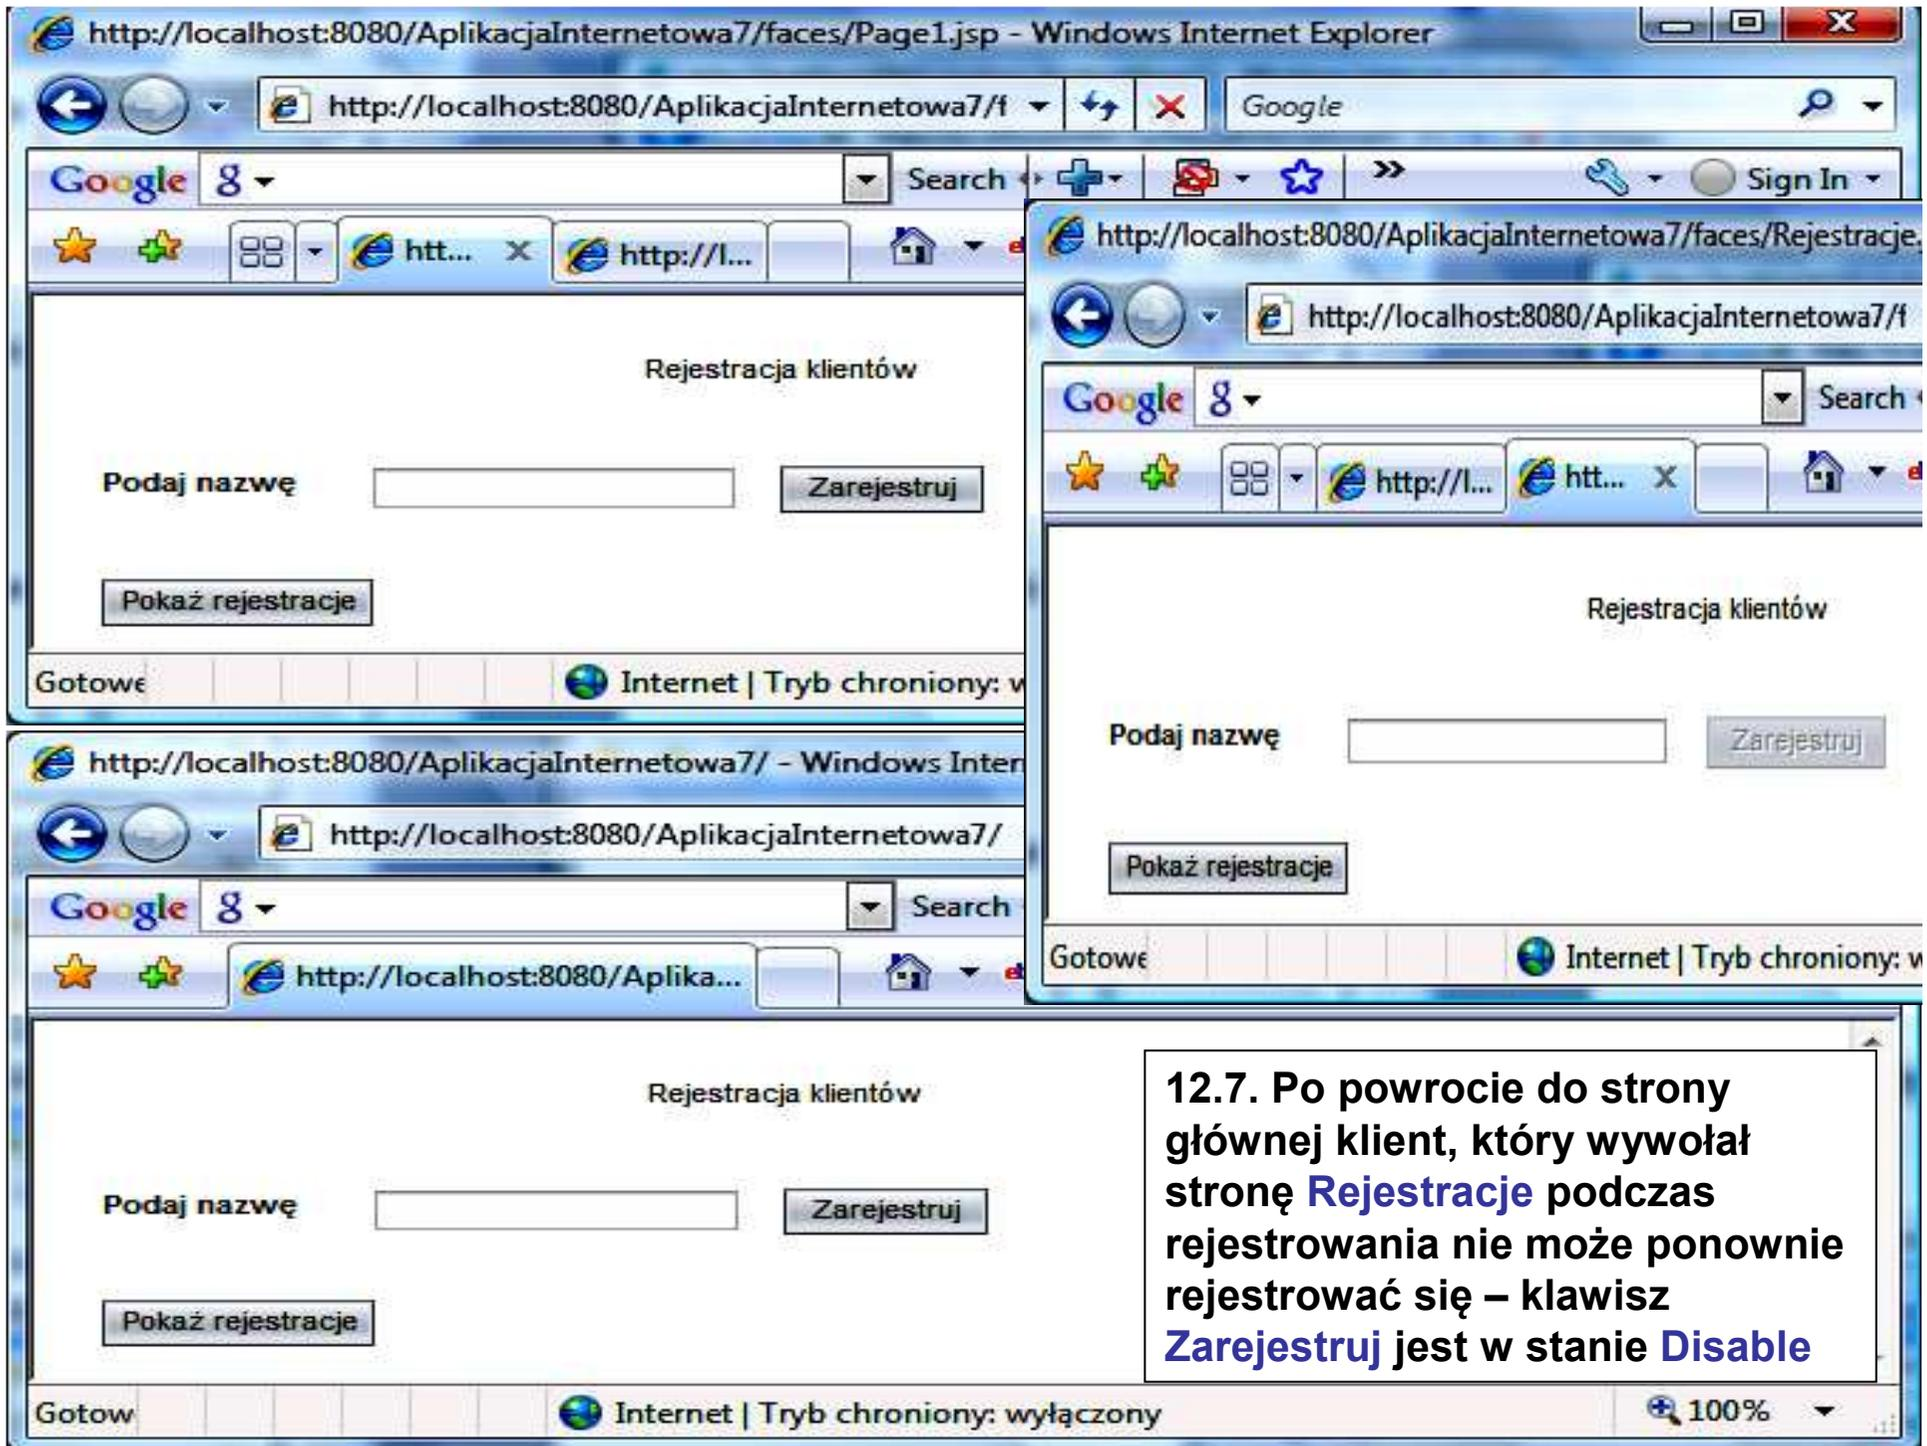 http://localhost:8080/AplikacjaInternetowa7/faces/Page1.jsp - Windows Internet Explorer
http://localhost:8080/AplikacjaInternetowa7/f
Google
Google
Search
Sign In
htt...
http://l...
Rejestracja klientów
Podaj nazwę
Zarejestruj
Pokaż rejestracje
Gotowe
Internet | Tryb chroniony: w
http://localhost:8080/AplikacjaInternetowa7/faces/Rejestracje.
http://localhost:8080/AplikacjaInternetowa7/f
Google
Search
http://l...
htt...
Rejestracja klientów
Podaj nazwę
Zarejestruj
Pokaż rejestracje
Gotowe
Internet | Tryb chroniony: w
http://localhost:8080/AplikacjaInternetowa7/ - Windows Inter
http://localhost:8080/AplikacjaInternetowa7/
Google
Search
http://localhost:8080/Aplika...
Rejestracja klientów
Podaj nazwę
Zarejestruj
Pokaż rejestracje
Gotow
Internet | Tryb chroniony: wyłączony
100%
12.7. Po powrocie do strony
głównej klient, który wywołał
stronę Rejestracje podczas
rejestrowania nie może ponownie
rejestrować się – klawisz
Zarejestruj jest w stanie Disable